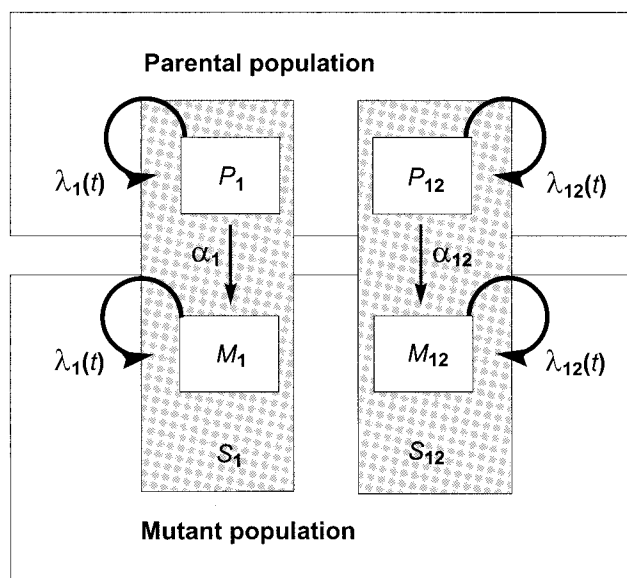 Parental population
P1 P12
λ1(t) λ12(t)
α1 α12
M1 M12
λ1(t) λ12(t)
S1 S12
Mutant population